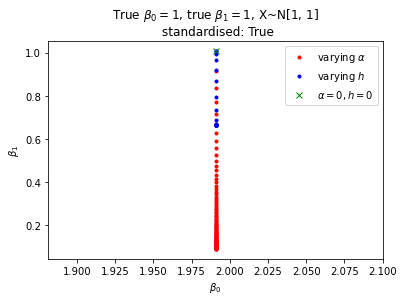 True β₀ = 1, true β₁ = 1, X~N[1, 1]
standardised: True
varying α
varying h
α = 0, h = 0
β₁
1.0
0.8
0.6
0.4
0.2
1.900 1.925 1.950 1.975 2.000 2.025 2.050 2.075 2.100
β₀